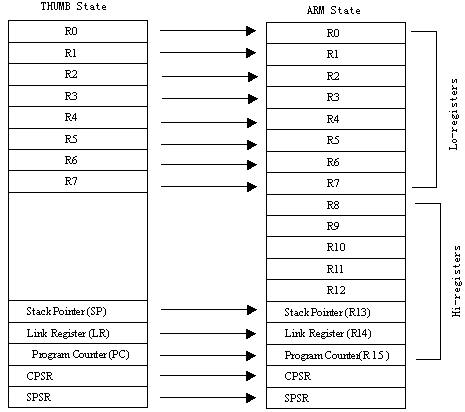 THUMB State ARM State
R0 R0
R1 R1
R2 R2
R3 R3
R4 R4
R5 R5
R6 R6
R7 R7
R8
R9
R10
R11
R12
Stack Pointer (SP) Stack Pointer (R13)
Link Register (LR) Link Register (R14)
Program Counter (PC) Program Counter(R 15 )
CPSR CPSR
SPSR SPSR
Lo-registers
Hi-registers